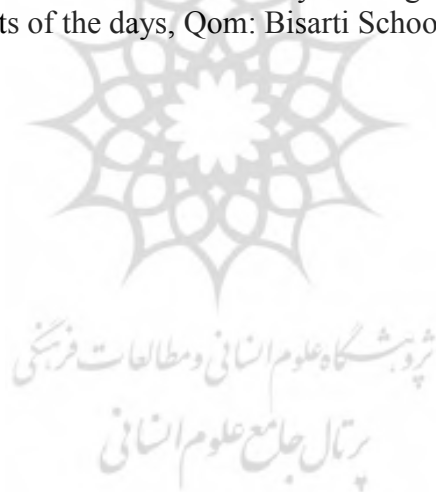 ts of the days, Qom: Bisarti Schoo
پژوهشگاه علوم انسانی و مطالعات فرهنگی
پرتال جامع علوم انسانی